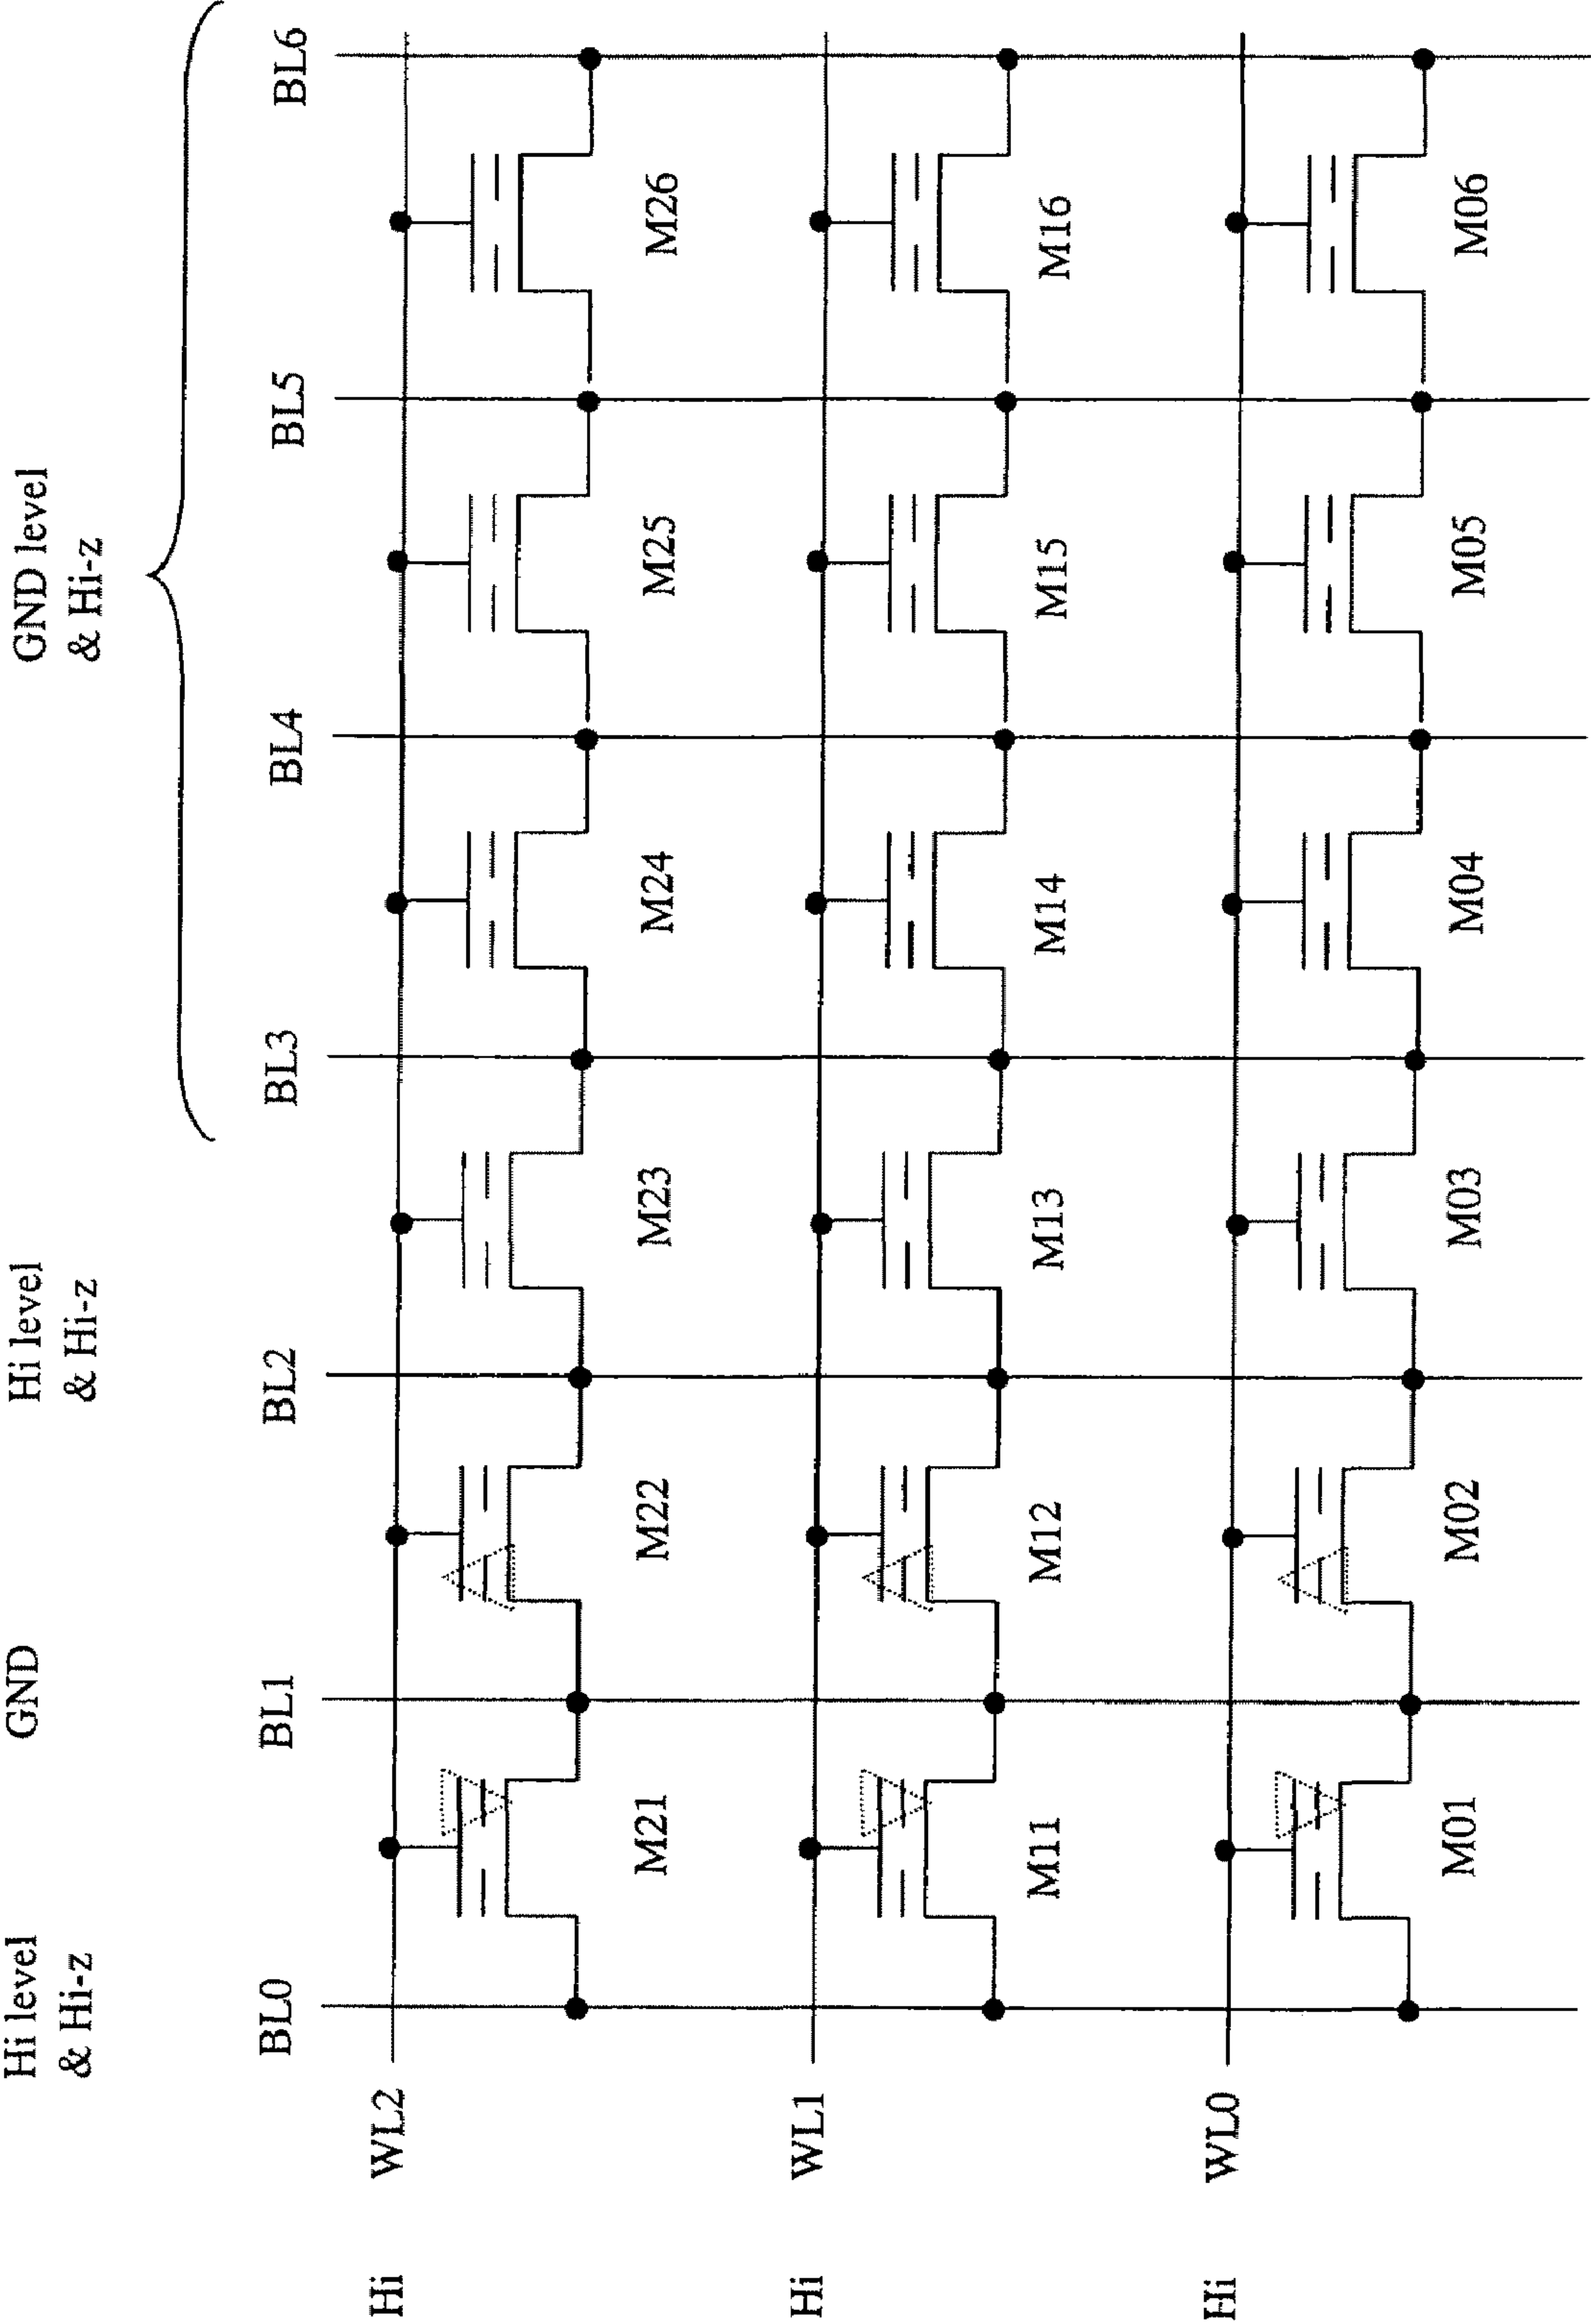 Hi level
& Hi-z
GND
Hi level
& Hi-z
GND level
& Hi-z
BL0
BL1
BL2
BL3
BL4
BL5
BL6
Hi
WL2
M21
M22
M23
M24
M25
M26
Hi
WL1
M11
M12
M13
M14
M15
M16
Hi
WL0
M01
M02
M03
M04
M05
M06